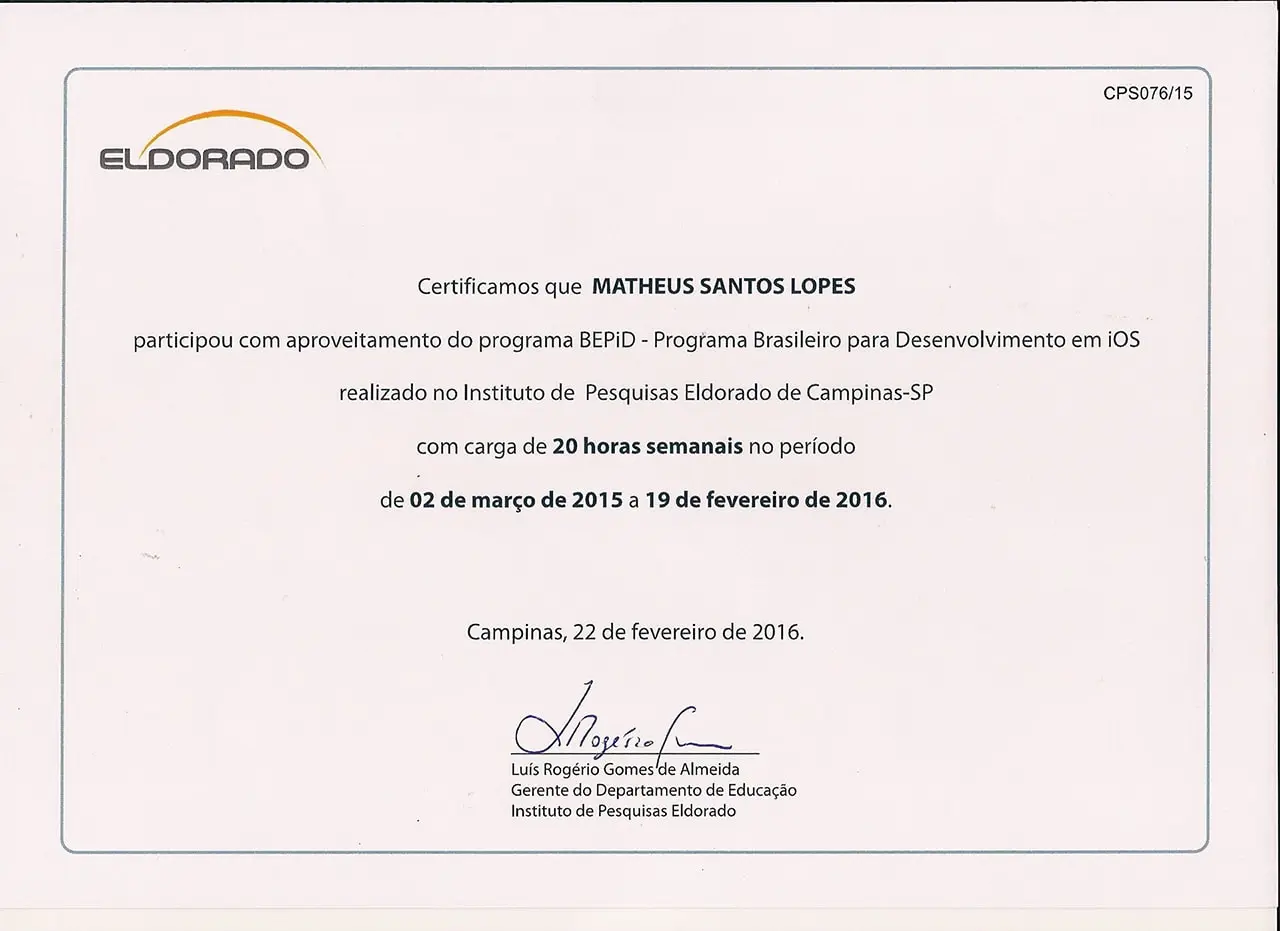 CPS076/15
ELDORADO
Certificamos que MATHEUS SANTOS LOPES
participou com aproveitamento do programa BEPiD - Programa Brasileiro para Desenvolvimento em iOS
realizado no Instituto de Pesquisas Eldorado de Campinas-SP
com carga de 20 horas semanais no período
de 02 de março de 2015 a 19 de fevereiro de 2016.
Campinas, 22 de fevereiro de 2016.
Luís Rogério Gomes de Almeida
Gerente do Departamento de Educação
Instituto de Pesquisas Eldorado